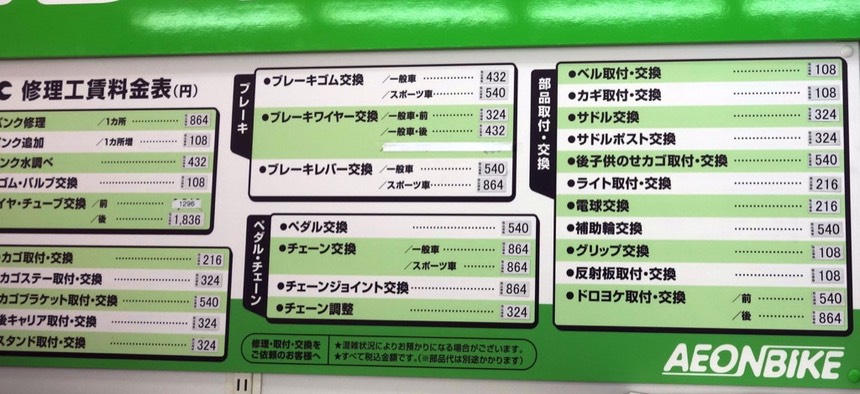 修理工賃料金表(円)
パンク修理 /1カ所 864
パンク追加 /1カ所増 108
パンク水調べ 432
ゴム・バルブ交換 108
タイヤ・チューブ交換 /前 1296
/後 1,836
カゴ取付・交換 216
カゴステー取付・交換 324
カゴブラケット取付・交換 540
後キャリア取付・交換 324
スタンド取付・交換 324
ブレーキ
●ブレーキゴム交換 /一般車 432
/スポーツ車 540
●ブレーキワイヤー交換 /一般車・前 324
/一般車・後 432
●ブレーキレバー交換 /一般車 540
/スポーツ車 864
ペダル・チェーン
●ペダル交換 540
●チェーン交換 /一般車 864
/スポーツ車 864
●チェーンジョイント交換 864
●チェーン調整 324
部品取付・交換
●ベル取付・交換 108
●カギ取付・交換 108
●サドル交換 324
●サドルポスト交換 324
●後子供のせカゴ取付・交換 540
●ライト取付・交換 216
●電球交換 216
●補助輪交換 540
●グリップ交換 108
●反射板取付・交換 108
●ドロヨケ取付・交換 /前 540
/後 864
修理・取付・交換を
ご依頼のお客様へ
★混雑状況によりお預かりになる場合がございます。
★すべて税込金額です。(※部品代は別途かかります)
AEONBIKE